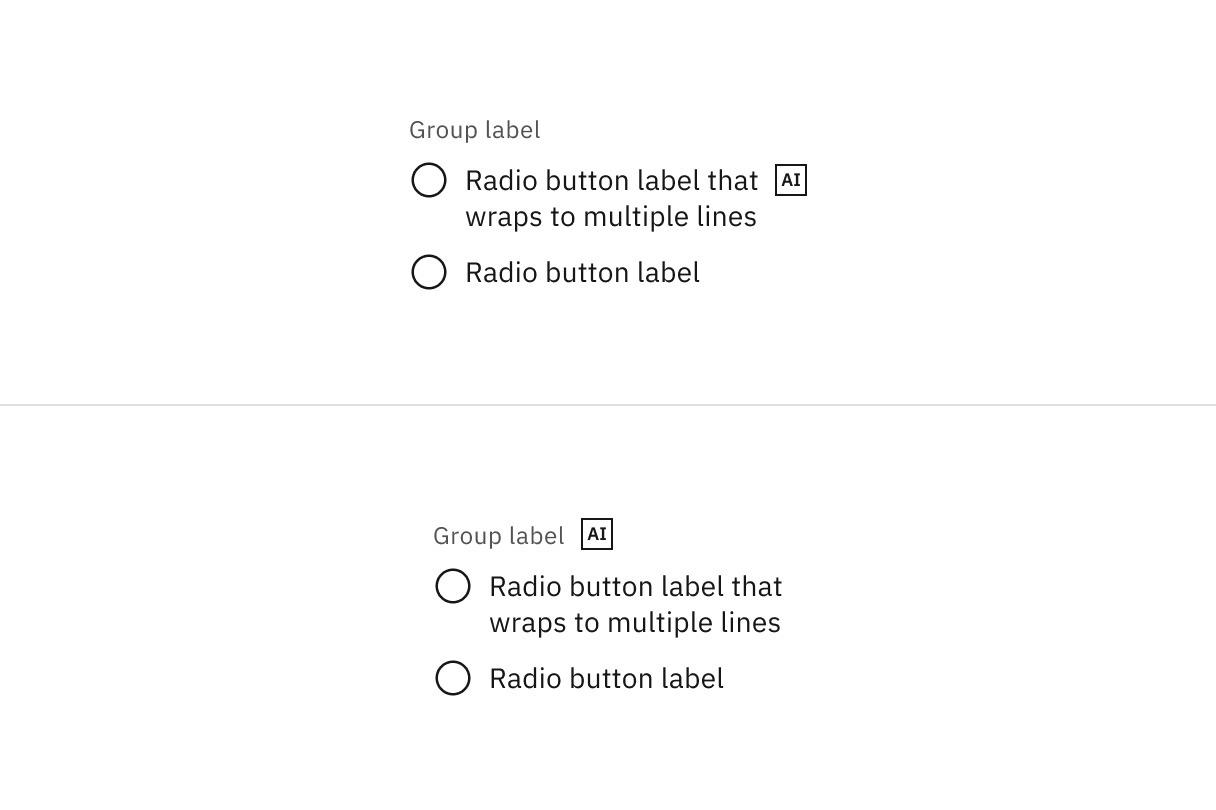 Group label
Radio button label that AI
wraps to multiple lines
Radio button label
Group label AI
Radio button label that
wraps to multiple lines
Radio button label